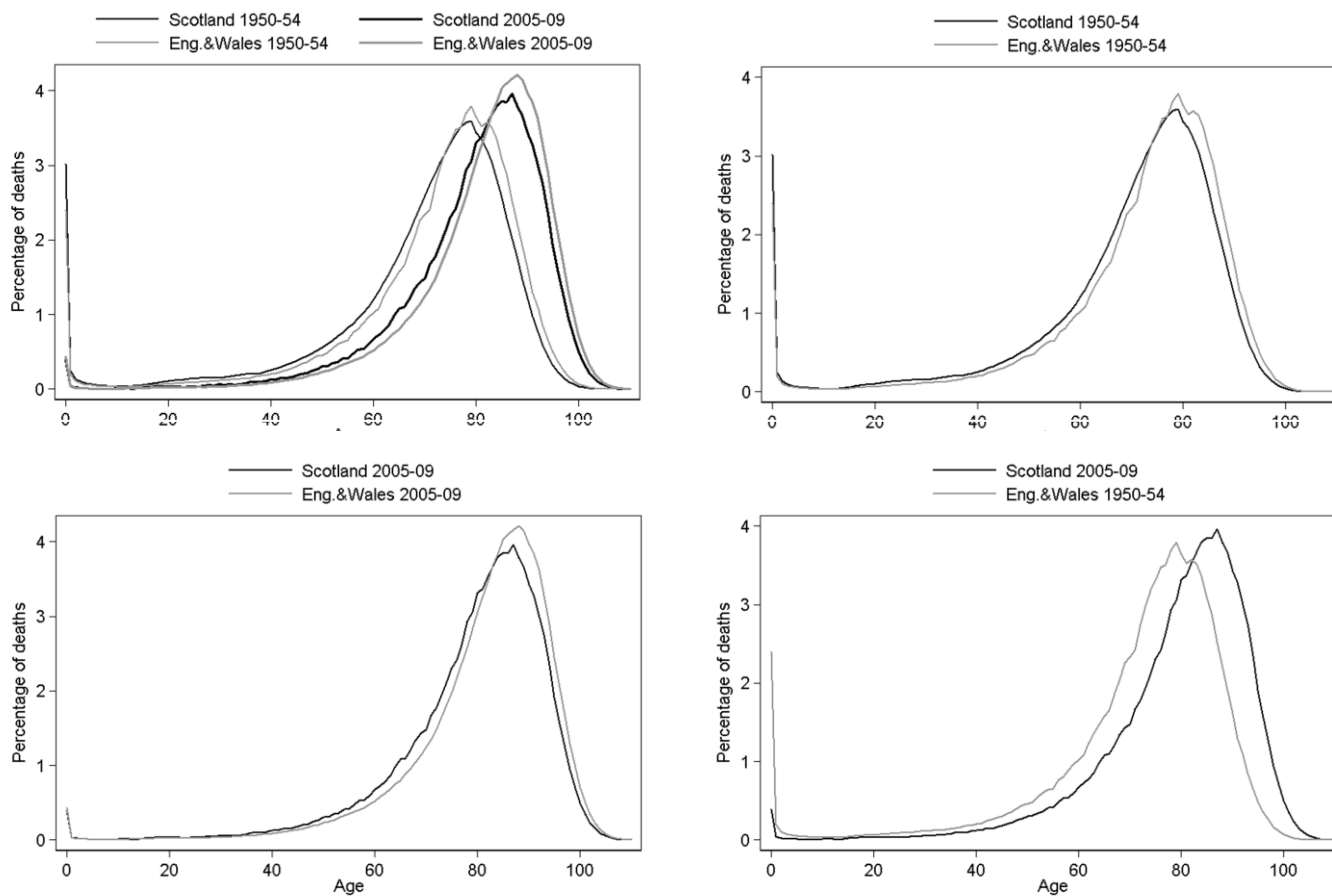 Scotland 1950-54 Scotland 2005-09
Eng.&Wales 1950-54 Eng.&Wales 2005-09
Percentage of deaths
4
3
2
1
0
0 20 40 60 80 100
Scotland 1950-54
Eng.&Wales 1950-54
Percentage of deaths
4
3
2
1
0
0 20 40 60 80 100
Scotland 2005-09
Eng.&Wales 2005-09
Percentage of deaths
4
3
2
1
0
0 20 40 60 80 100
Age
Scotland 2005-09
Eng.&Wales 1950-54
Percentage of deaths
4
3
2
1
0
0 20 40 60 80 100
Age